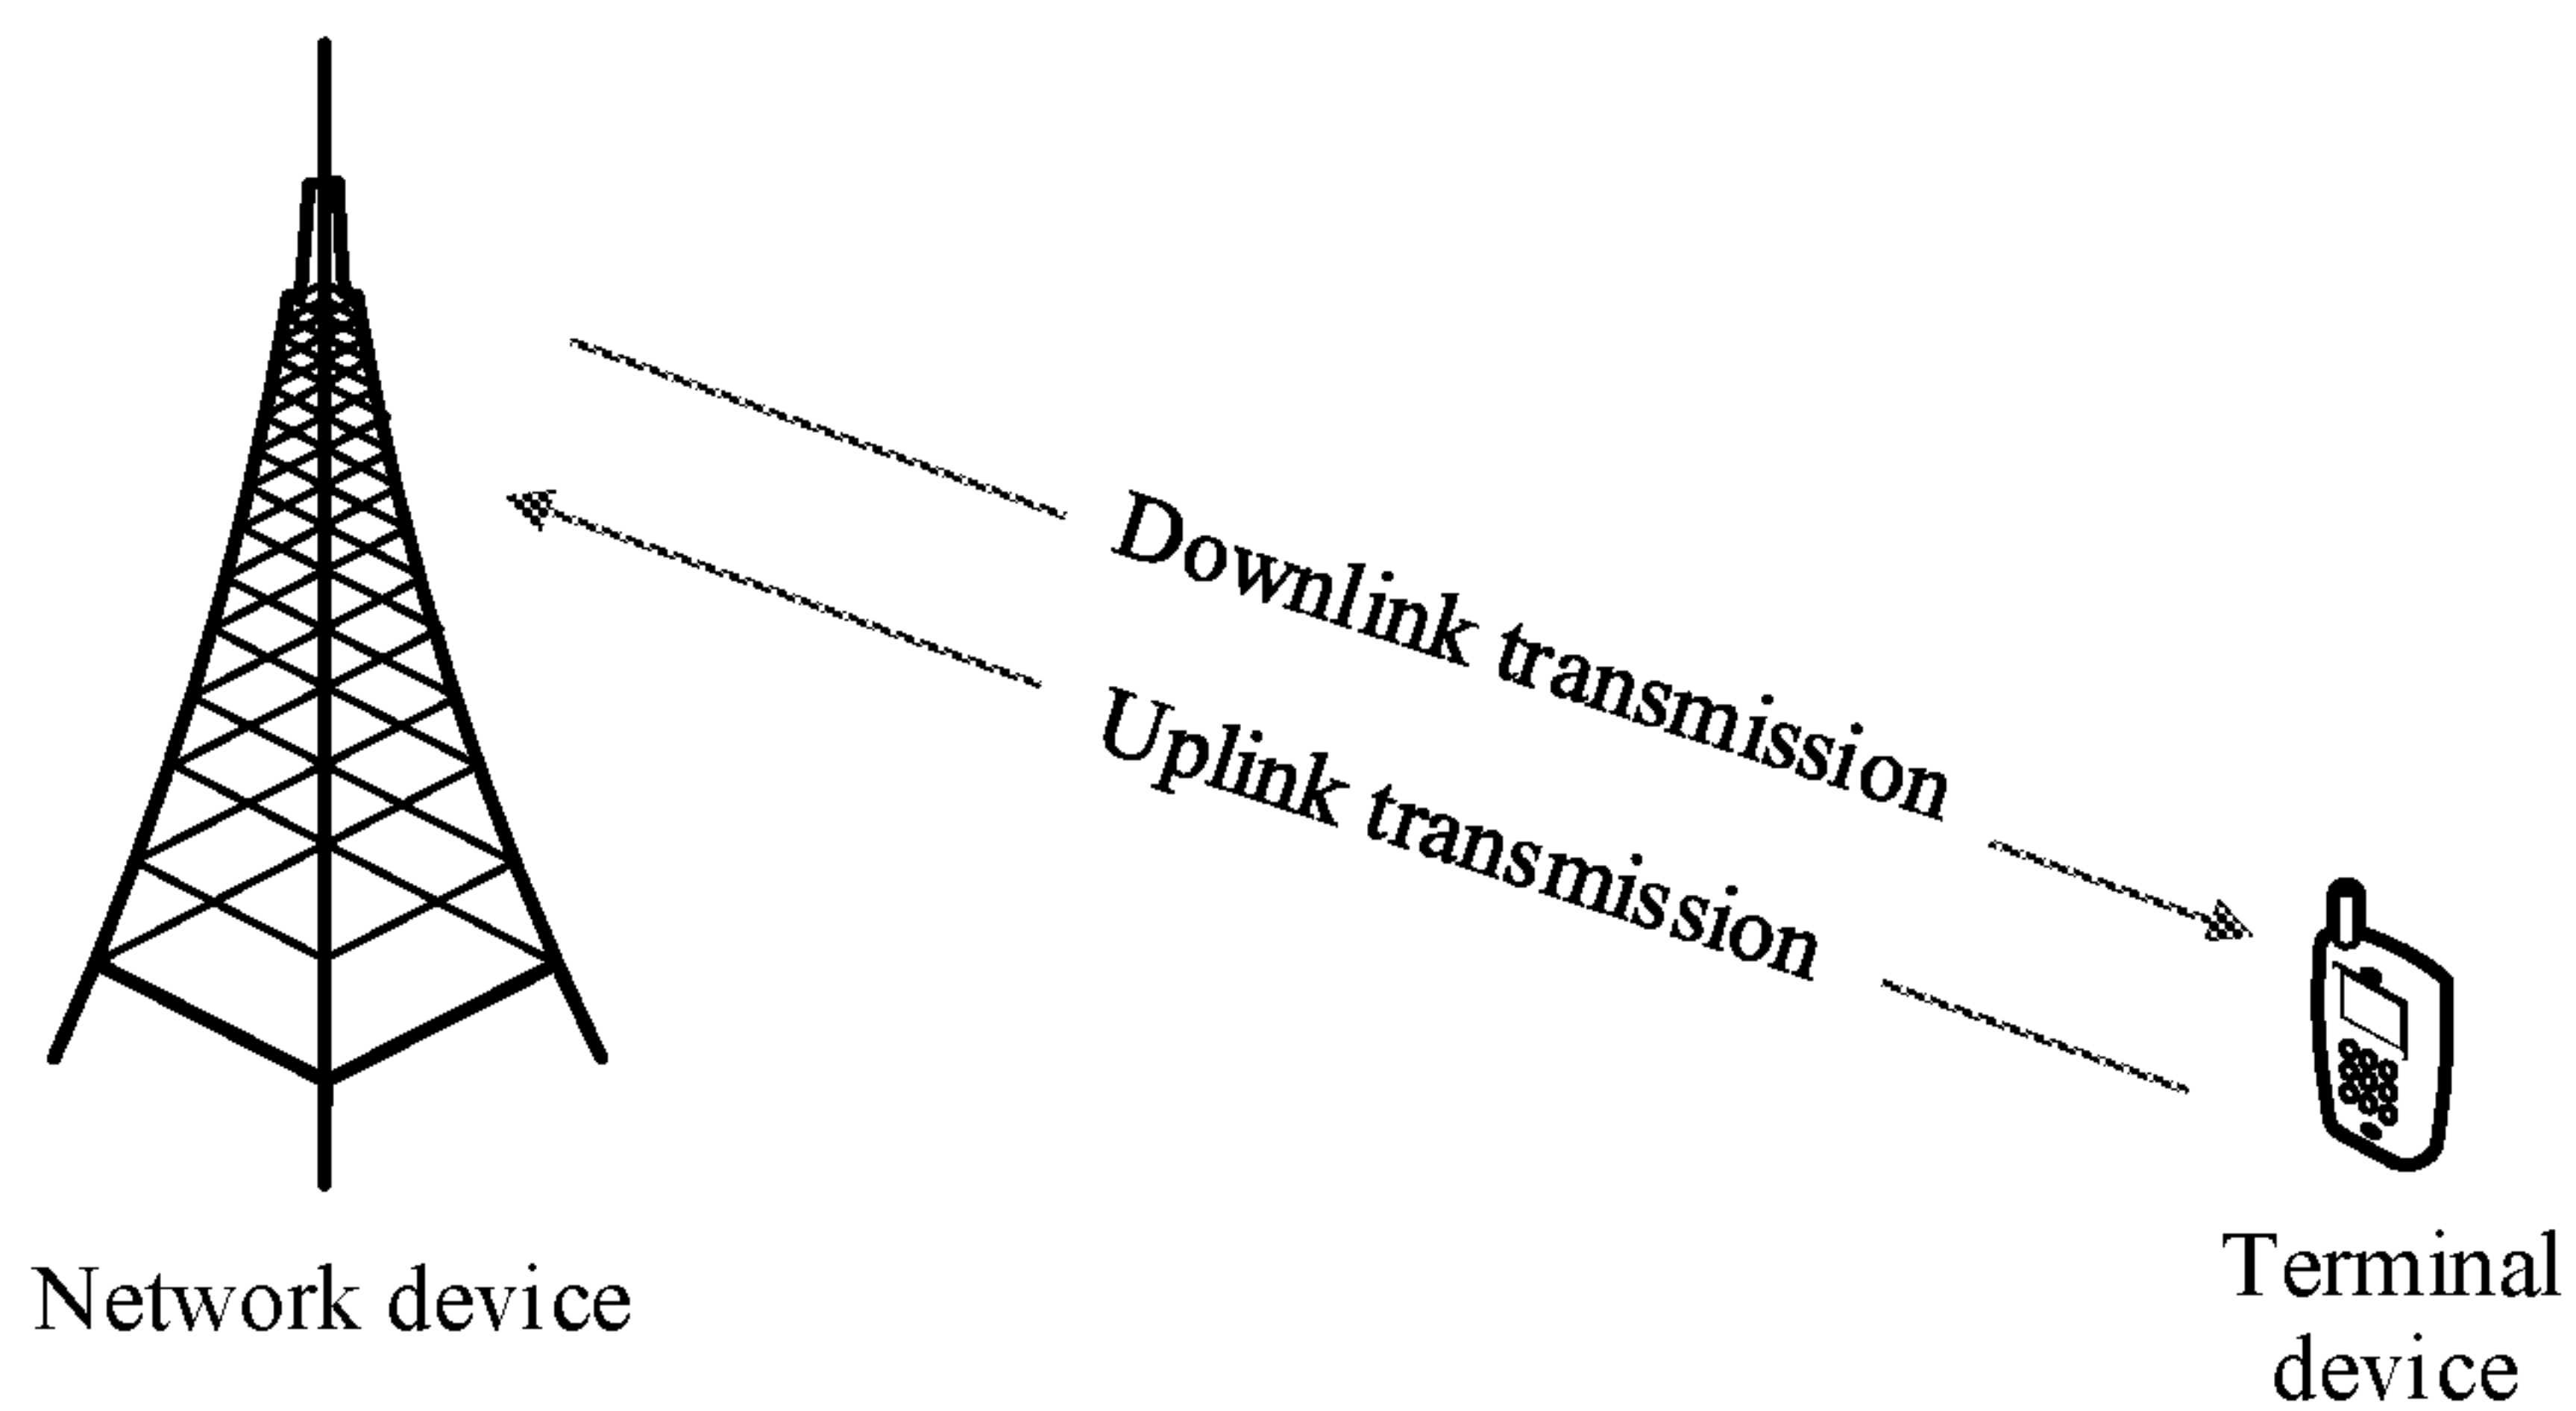 Downlink transmission
Uplink transmission
Network device
Terminal
device